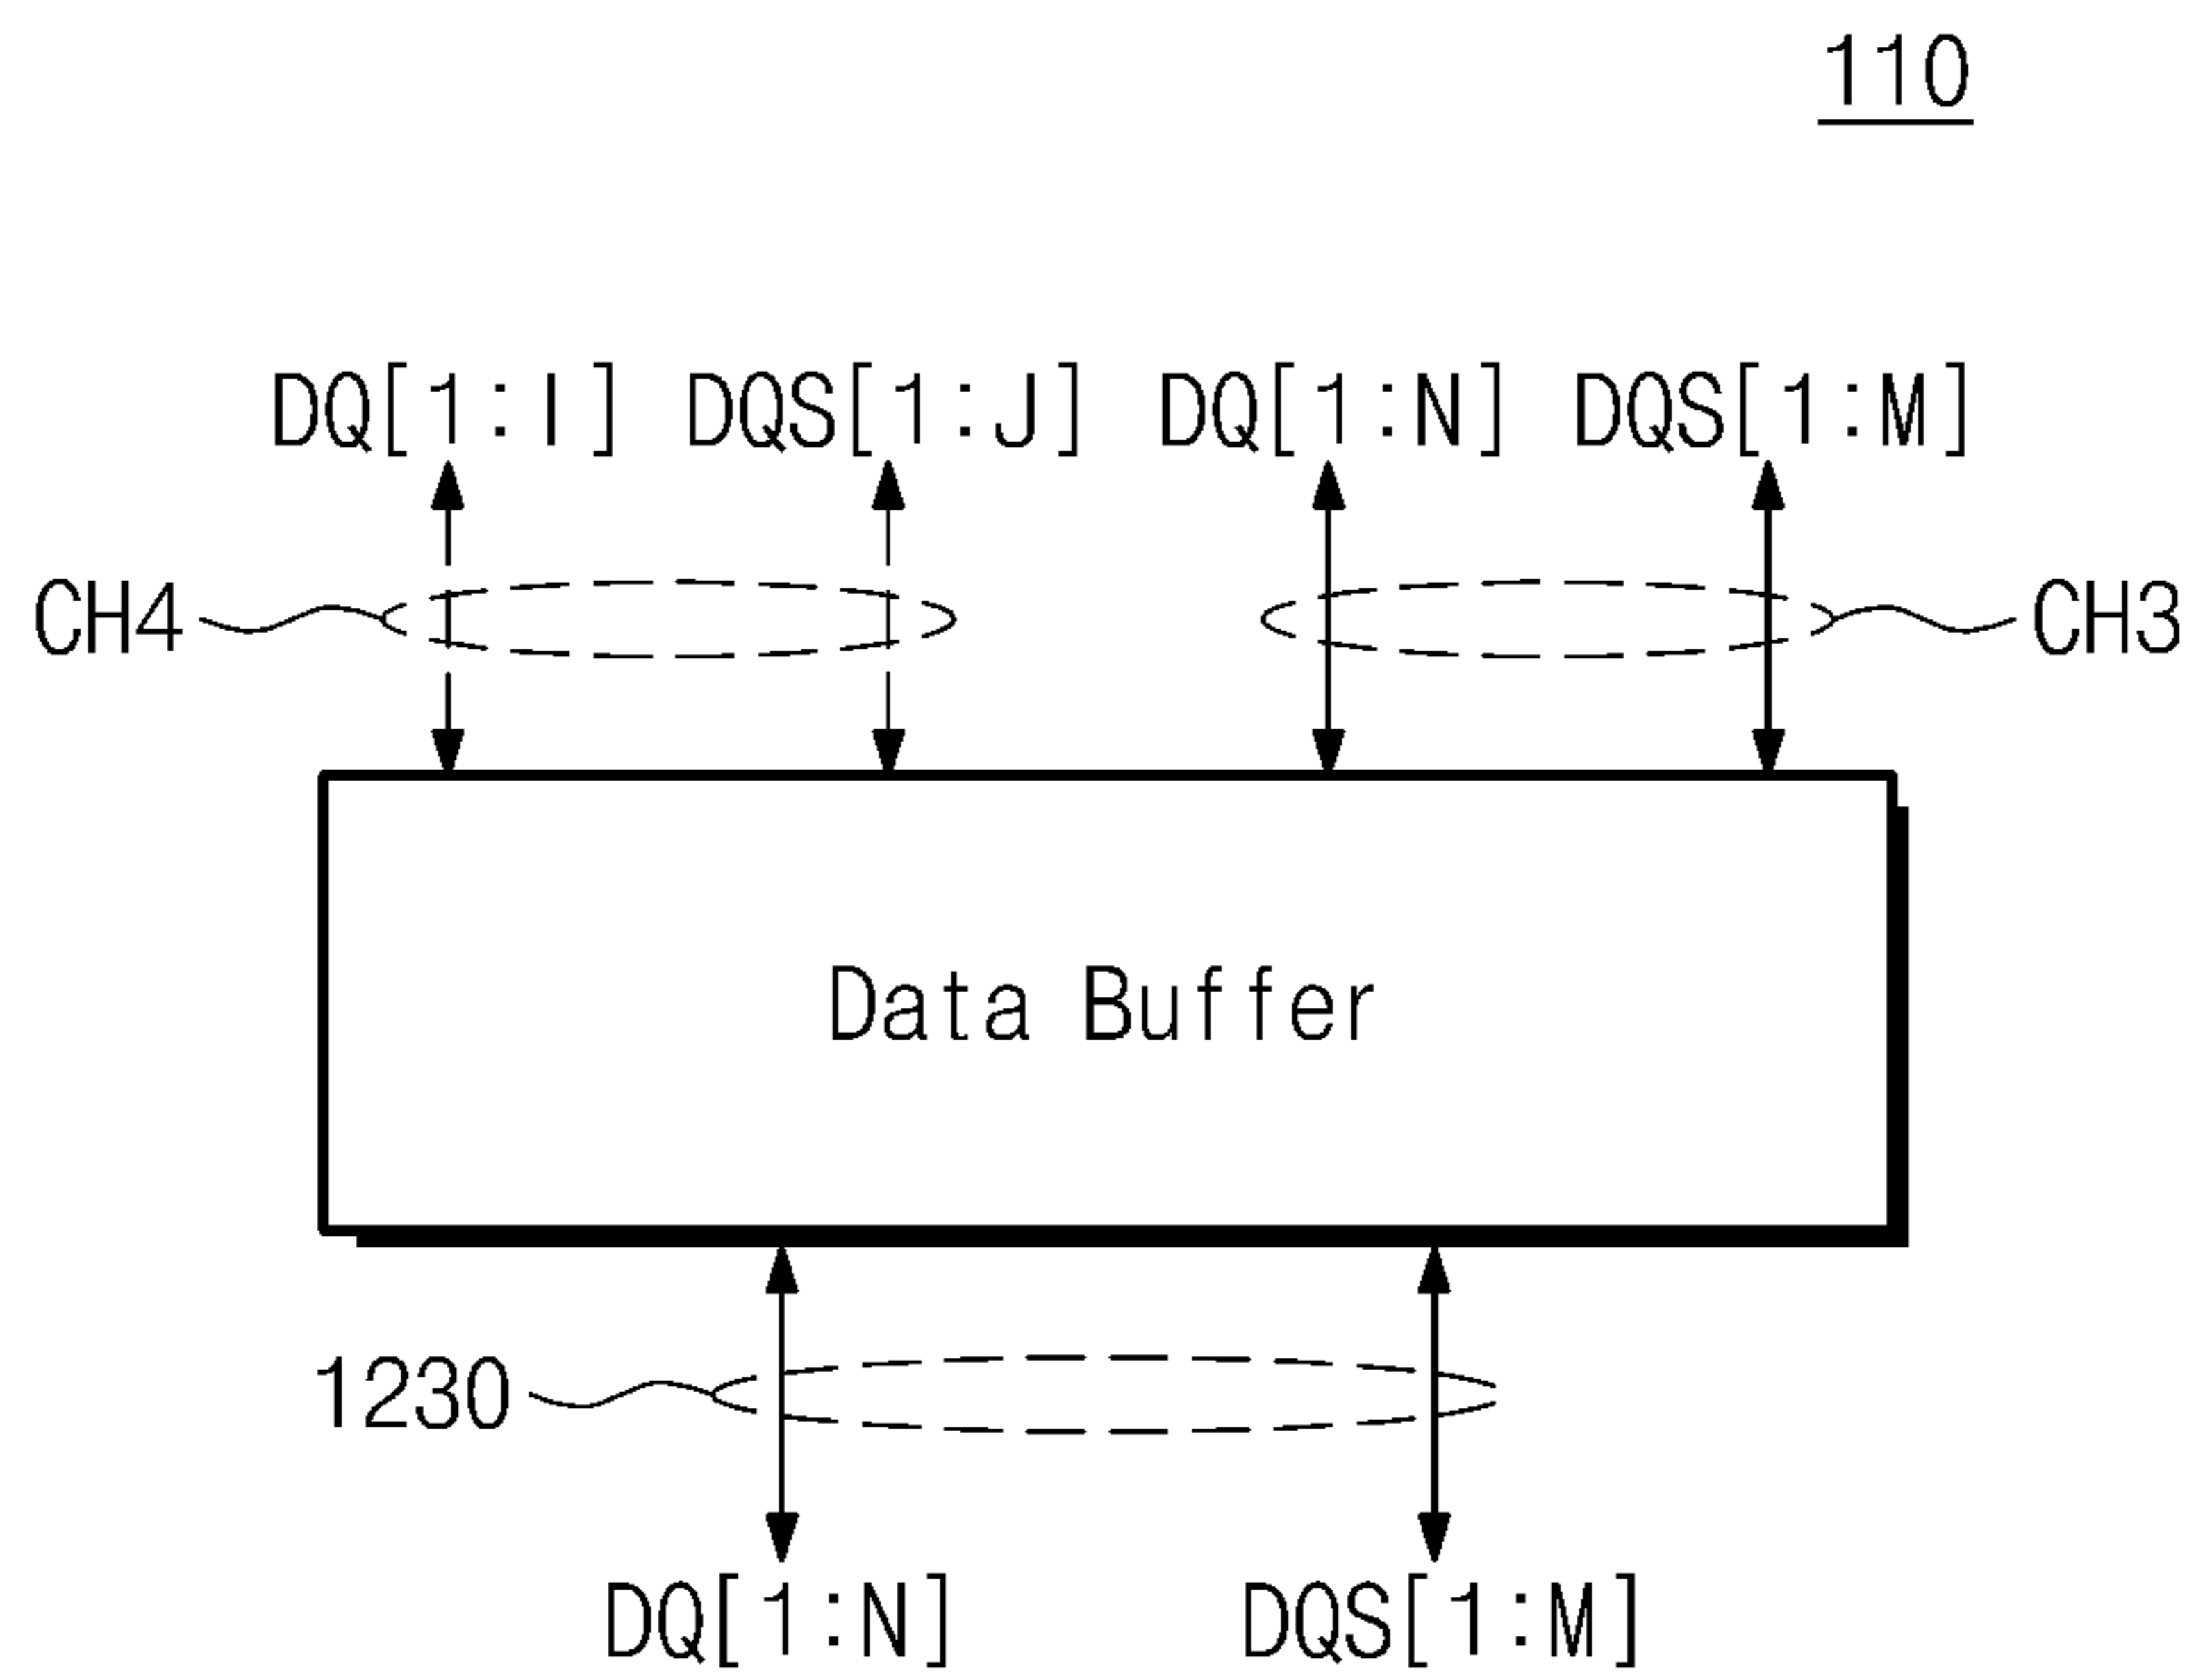 110
DQ[1:I] DQS[1:J] DQ[1:N] DQS[1:M]
CH4 CH3
Data Buffer
1230
DQ[1:N] DQS[1:M]